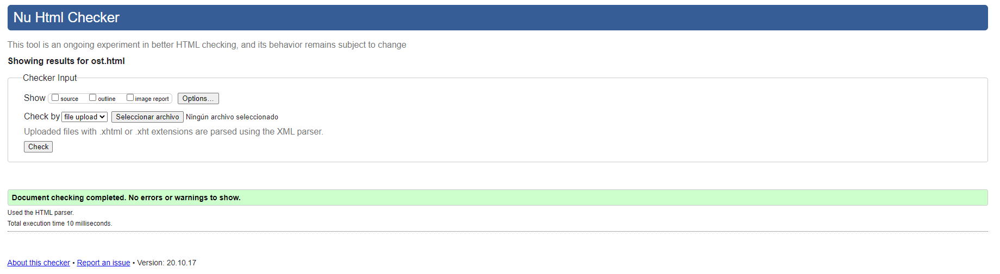 Nu Html Checker
This tool is an ongoing experiment in better HTML checking, and its behavior remains subject to change
Showing results for ost.html
Checker Input
Show source outline image report Options...
Check by file upload Seleccionar archivo Ningún archivo seleccionado
Uploaded files with .xhtml or .xht extensions are parsed using the XML parser.
Check
Document checking completed. No errors or warnings to show.
Used the HTML parser.
Total execution time 10 milliseconds.
About this checker • Report an issue • Version: 20.10.17